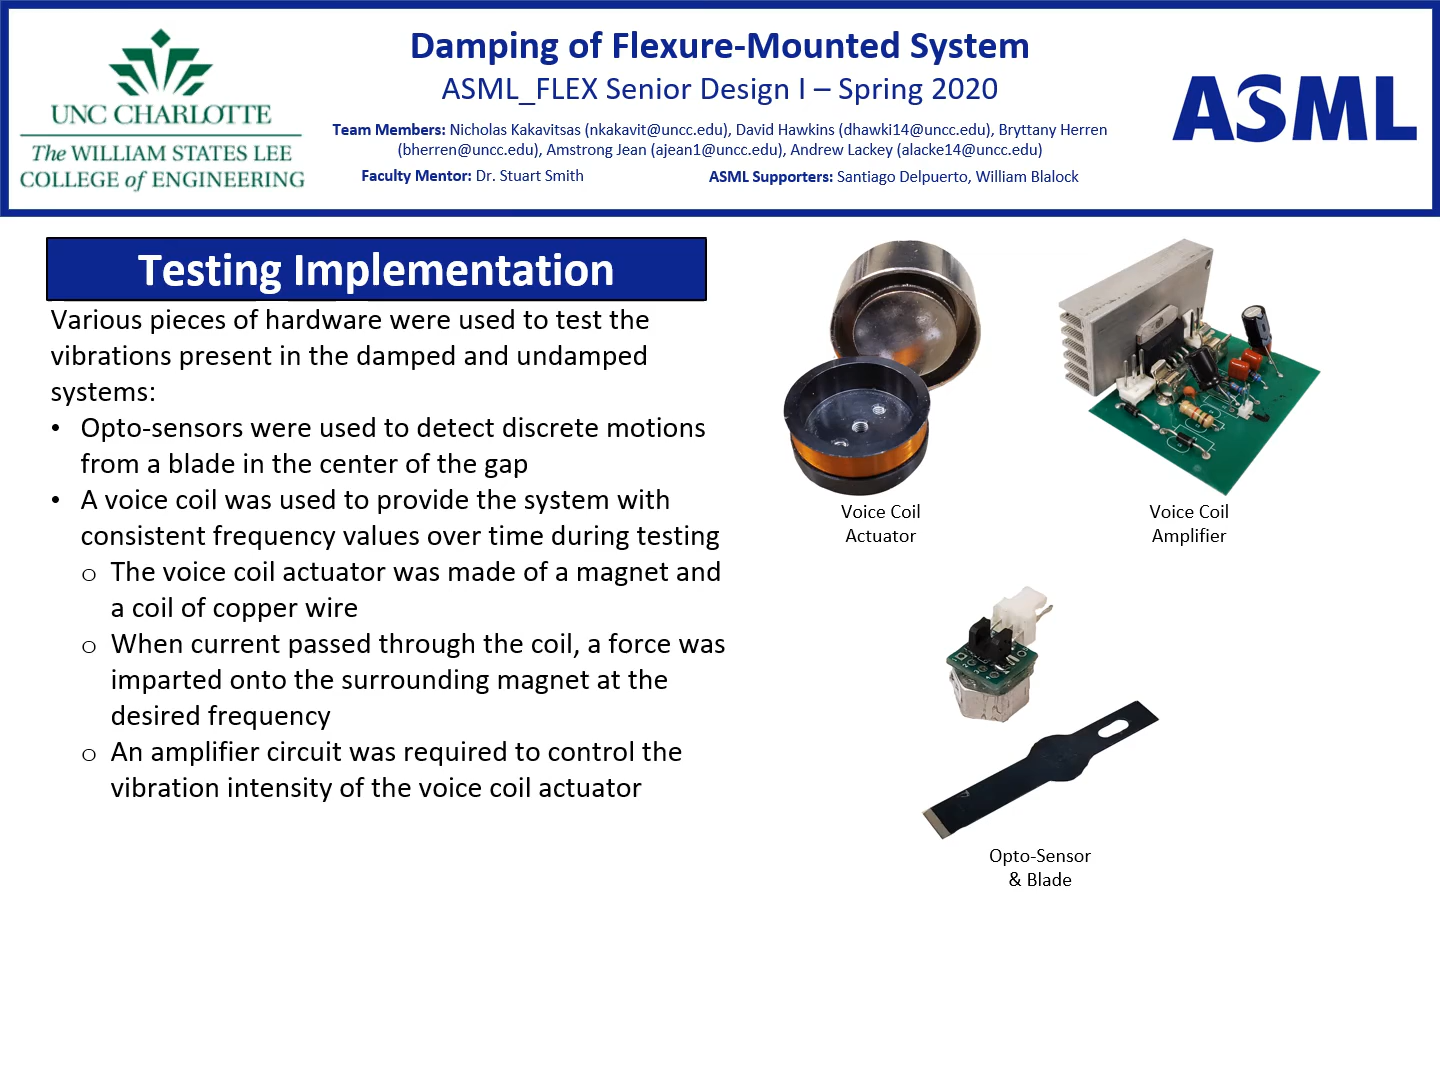 UNC CHARLOTTE
The WILLIAM STATES LEE
COLLEGE of ENGINEERING
Damping of Flexure-Mounted System
ASML_FLEX Senior Design I – Spring 2020
Team Members: Nicholas Kakavitsas (nkakavit@uncc.edu), David Hawkins (dhawki14@uncc.edu), Bryttany Herren
(bherren@uncc.edu), Amstrong Jean (ajean1@uncc.edu), Andrew Lackey (alacke14@uncc.edu)
Faculty Mentor: Dr. Stuart Smith
ASML Supporters: Santiago Delpuerto, William Blalock
ASML
Testing Implementation
Various pieces of hardware were used to test the
vibrations present in the damped and undamped
systems:
• Opto-sensors were used to detect discrete motions
from a blade in the center of the gap
• A voice coil was used to provide the system with
consistent frequency values over time during testing
o The voice coil actuator was made of a magnet and
a coil of copper wire
o When current passed through the coil, a force was
imparted onto the surrounding magnet at the
desired frequency
o An amplifier circuit was required to control the
vibration intensity of the voice coil actuator
Voice Coil
Actuator
Voice Coil
Amplifier
Opto-Sensor
& Blade